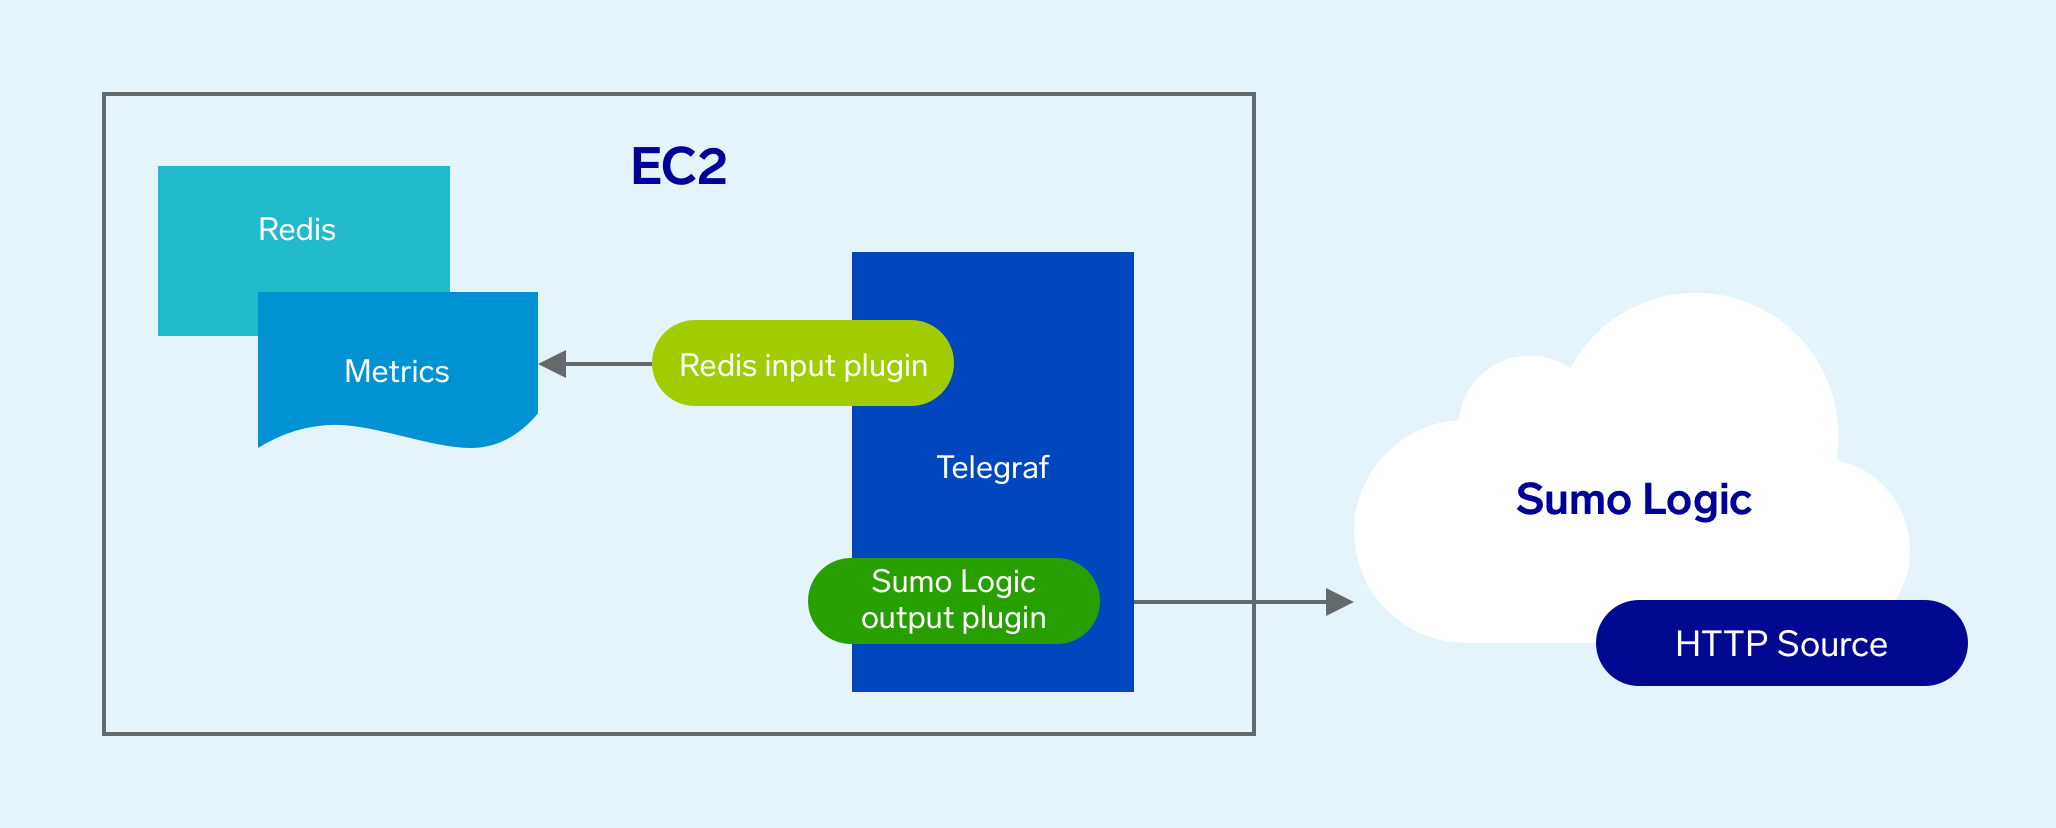 EC2
Redis
Metrics
Redis input plugin
Telegraf
Sumo Logic
output plugin
Sumo Logic
HTTP Source